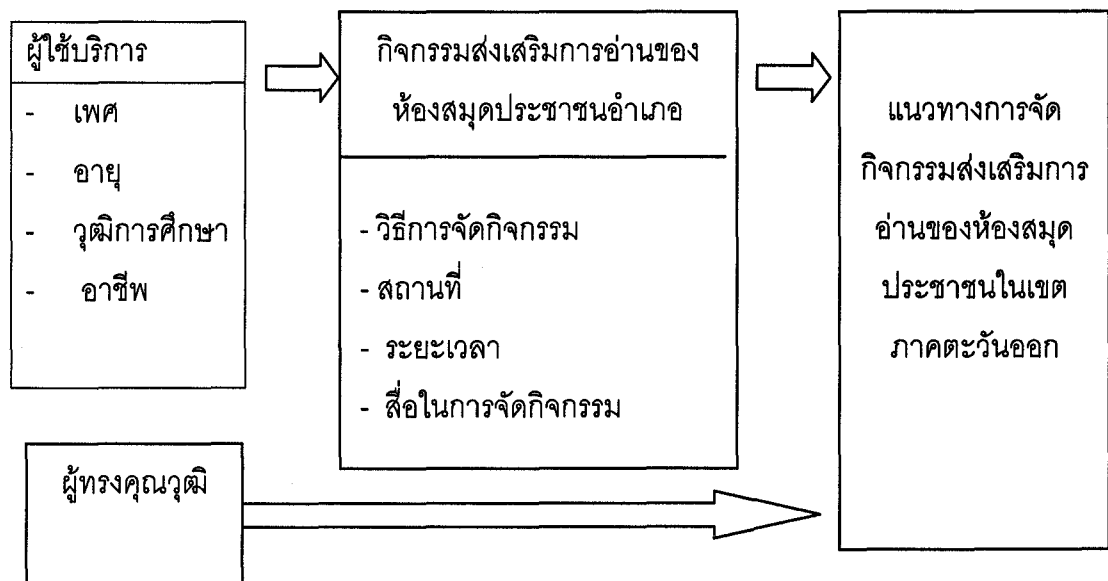 ผู้ใช้บริการ
- เพศ
- อายุ
- วุฒิการศึกษา
- อาชีพ
กิจกรรมส่งเสริมการอ่านของ
ห้องสมุดประชาชนอำเภอ
- วิธีการจัดกิจกรรม
- สถานที่
- ระยะเวลา
- สื่อในการจัดกิจกรรม
แนวทางการจัด
กิจกรรมส่งเสริมการ
อ่านของห้องสมุด
ประชาชนในเขต
ภาคตะวันออก
ผู้ทรงคุณวุฒิ